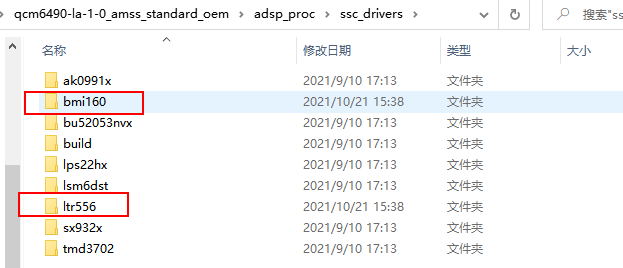 qcm6490-la-1-0_amss_standard_oem › adsp_proc › ssc_drivers › 搜索"ss
名称 修改日期 类型 大小
ak0991x 2021/9/10 17:13 文件夹
bmi160 2021/10/21 15:38 文件夹
bu52053nvx 2021/9/10 17:13 文件夹
build 2021/9/10 17:13 文件夹
lps22hx 2021/9/10 17:13 文件夹
lsm6dst 2021/9/10 17:13 文件夹
ltr556 2021/10/21 15:38 文件夹
sx932x 2021/9/10 17:13 文件夹
tmd3702 2021/9/10 17:13 文件夹